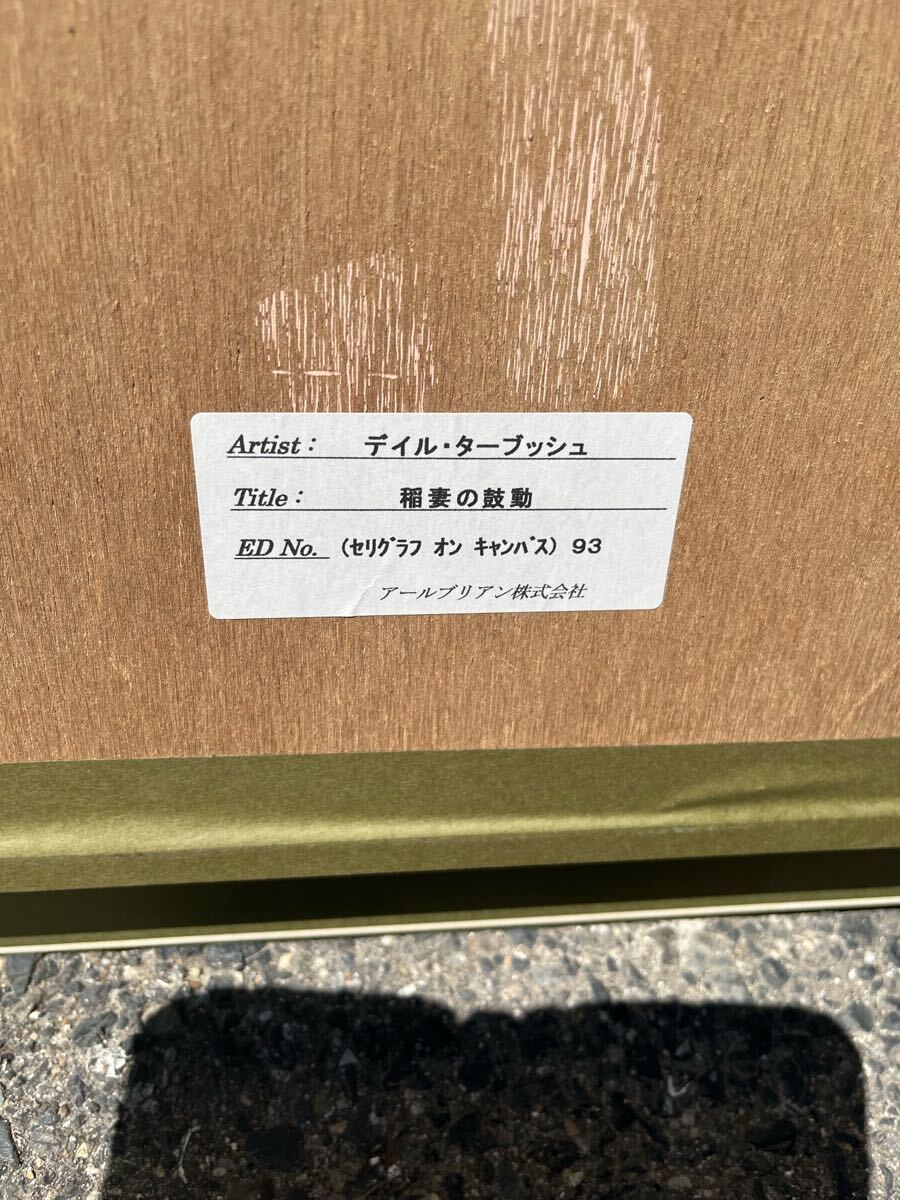 Artist： デイル・ターブッシュ
Title： 稲妻の鼓動
ED No. （ｾﾘｸﾞﾗﾌ ｵﾝ ｷｬﾝﾊﾞｽ）93
アールブリアン株式会社